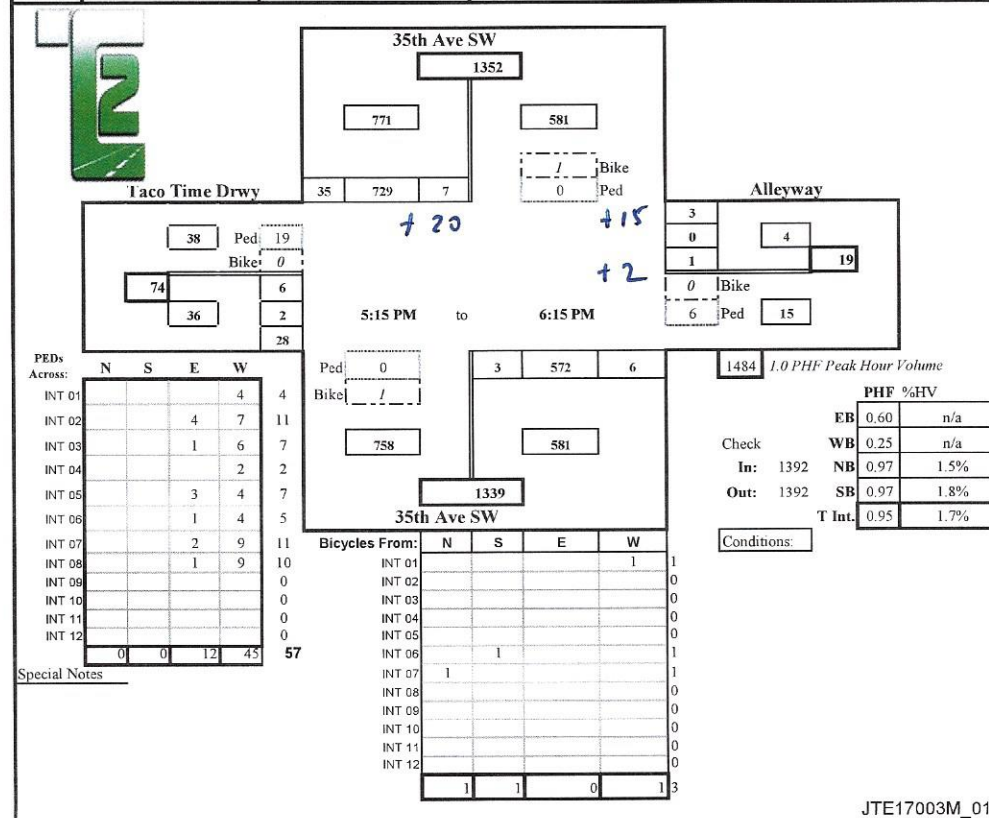 35th Ave SW
1352
771 581
1 Bike
35 729 7 0 Ped
Taco Time Drwy Alleyway
+ 20 +15
38 Ped 19 3
Bike 0 0 4
1 19
74 6 +2 0 Bike
36 2 5:15 PM to 6:15 PM 6 Ped 15
28
Ped 0 3 572 6 1484 1.0 PHF Peak Hour Volume
Bike 1
758 581
1339
35th Ave SW
PHF %HV
EB 0.60 n/a
Check WB 0.25 n/a
In: 1392 NB 0.97 1.5%
Out: 1392 SB 0.97 1.8%
T Int. 0.95 1.7%
Conditions:
PEDs
Across: N S E W
INT 01 4 4
INT 02 4 7 11
INT 03 1 6 7
INT 04 2 2
INT 05 3 4 7
INT 06 1 4 5
INT 07 2 9 11
INT 08 1 9 10
INT 09 0
INT 10 0
INT 11 0
INT 12 0
0 0 12 45 57
Special Notes
Bicycles From: N S E W
INT 01 1 1
INT 02 0
INT 03 0
INT 04 0
INT 05 0
INT 06 1 1
INT 07 1 1
INT 08 0
INT 09 0
INT 10 0
INT 11 0
INT 12 0
1 1 0 1 3
JTE17003M_01